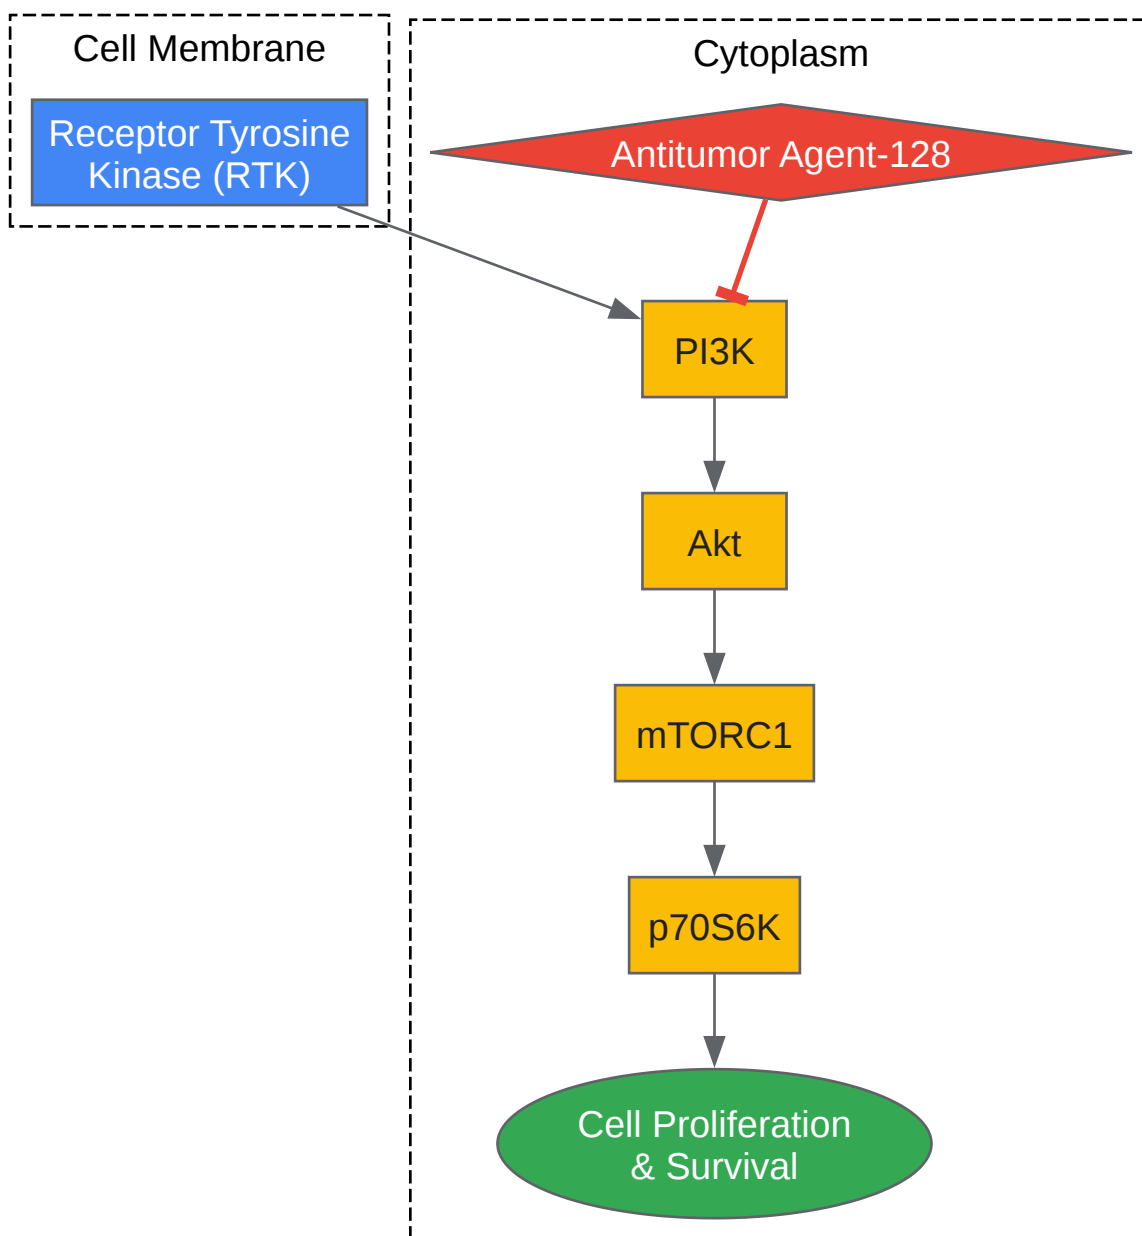 Cell Membrane
Receptor Tyrosine
Kinase (RTK)
Cytoplasm
Antitumor Agent-128
PI3K
Akt
mTORC1
p70S6K
Cell Proliferation
& Survival